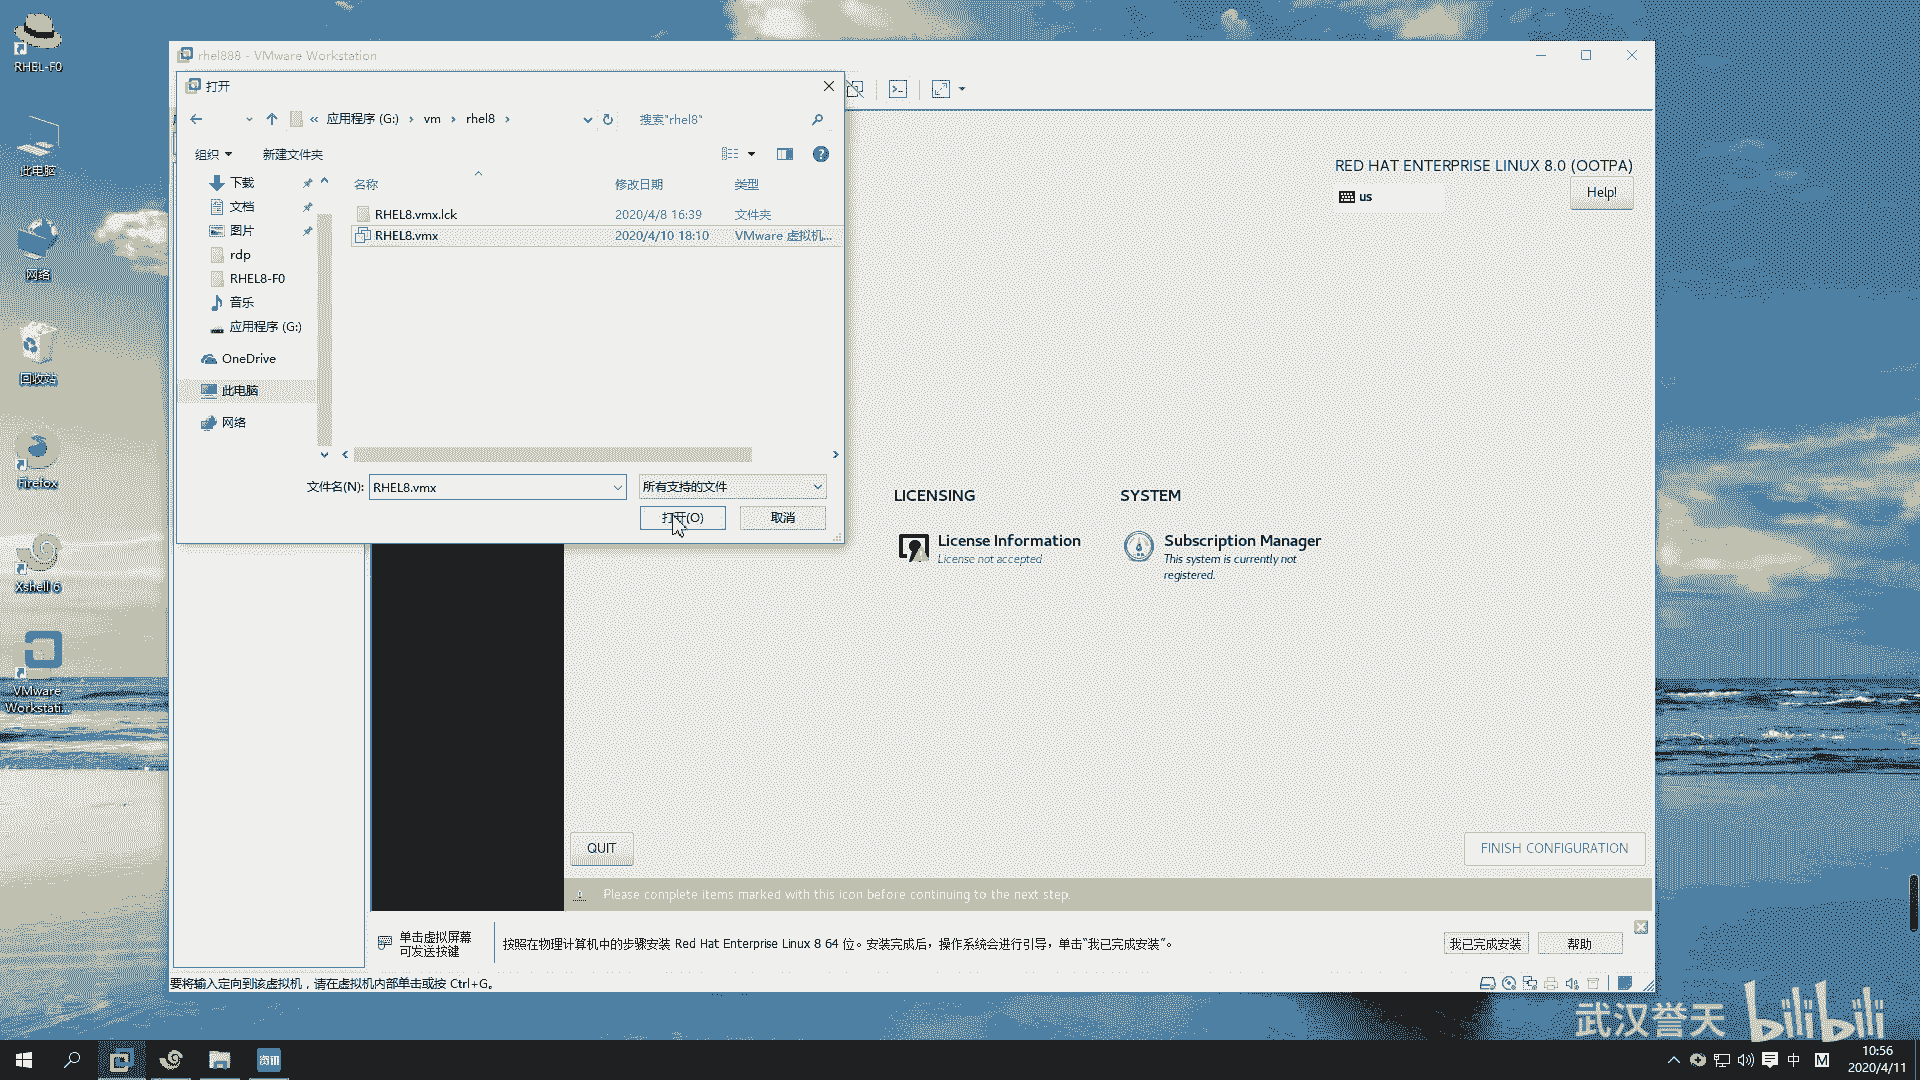 RHEL-F0
此电脑
网络
回收站
Firefox
Xshell 6
VMware
Workstati...
rhel888 - VMware Workstation
打开
« 应用程序 (G:) › vm › rhel8 ›
搜索"rhel8"
组织
新建文件夹
下载
文档
图片
rdp
RHEL8-F0
音乐
应用程序 (G:)
OneDrive
此电脑
网络
名称 修改日期 类型
RHEL8.vmx.lck 2020/4/8 16:39 文件夹
RHEL8.vmx 2020/4/10 18:10 VMware 虚拟机...
文件名(N): RHEL8.vmx 所有支持的文件
打开(O) 取消
RED HAT ENTERPRISE LINUX 8.0 (OOTPA)
us
Help!
LICENSING
License Information
License not accepted
SYSTEM
Subscription Manager
This system is currently not
registered.
QUIT
FINISH CONFIGURATION
Please complete items marked with this icon before continuing to the next step.
单击虚拟屏幕
可发送按键
按照在物理计算机中的步骤安装 Red Hat Enterprise Linux 8 64 位。安装完成后，操作系统会进行引导，单击“我已完成安装”。
我已完成安装
帮助
要将输入定向到该虚拟机，请在虚拟机内部单击或按 Ctrl+G。
武汉誉天 bilibili
资讯
中
M
10:56
2020/4/11